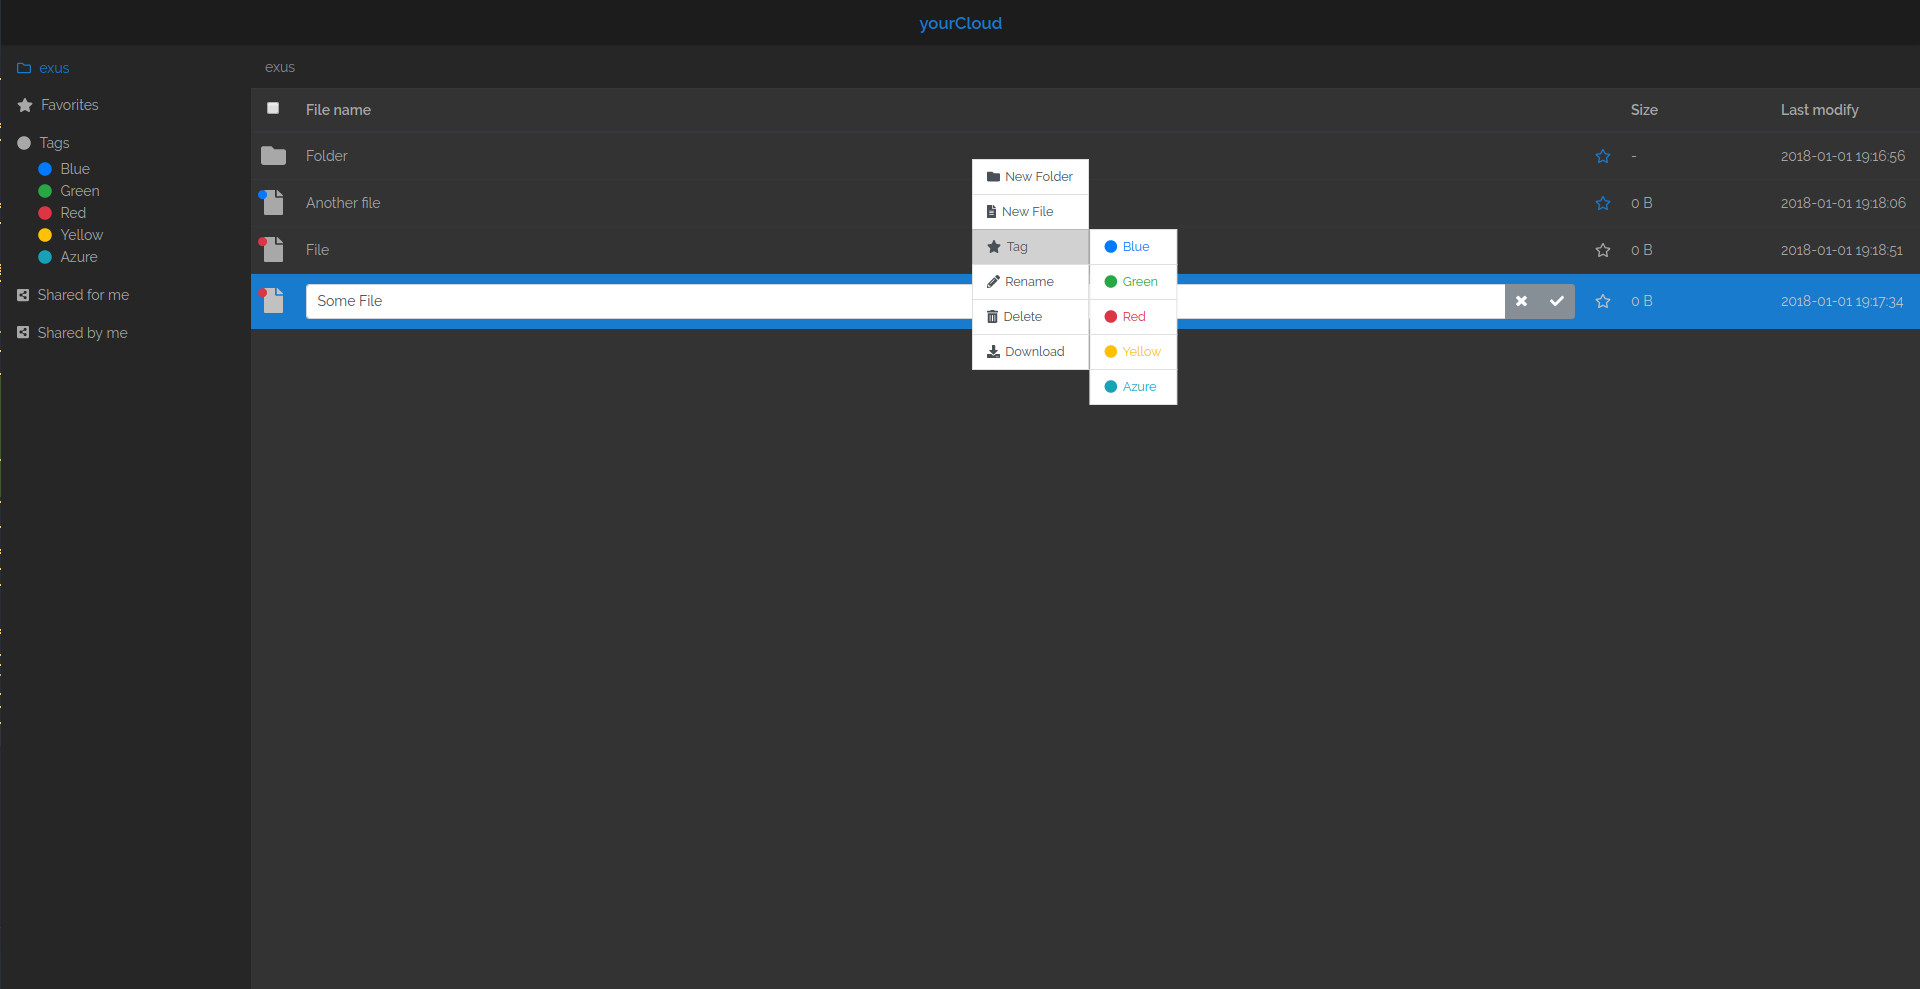 yourCloud
exus
Favorites
Tags
Blue
Green
Red
Yellow
Azure
Shared for me
Shared by me
exus
File name Size Last modify
Folder - 2018-01-01 19:16:56
Another file 0 B 2018-01-01 19:18:06
File 0 B 2018-01-01 19:18:51
Some File 0 B 2018-01-01 19:17:34
New Folder
New File
Tag
Rename
Delete
Download
Blue
Green
Red
Yellow
Azure